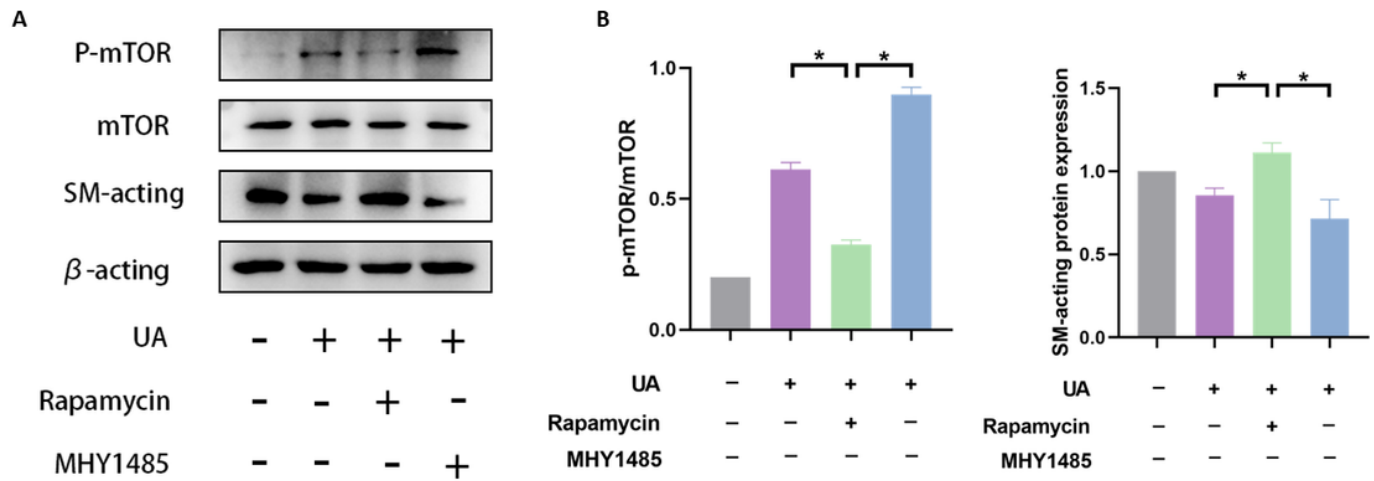 A
P-mTOR
mTOR
SM-acting
β-acting
UA - + + +
Rapamycin - - + -
MHY1485 - - - +
B
p-mTOR/mTOR
1.0
0.5
0.0
* *
UA – + + +
Rapamycin – – + –
MHY1485 – – – –
SM-acting protein expression
1.5
1.0
0.5
0.0
* *
UA – + + +
Rapamycin – – + –
MHY1485 – – – –